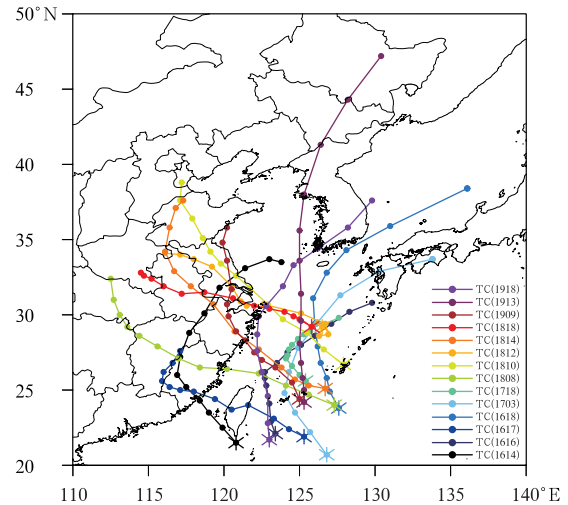 50°N
45
40
35
30
25
20
110 115 120 125 130 135 140°E
TC(1918)
TC(1913)
TC(1909)
TC(1818)
TC(1814)
TC(1812)
TC(1810)
TC(1808)
TC(1718)
TC(1703)
TC(1618)
TC(1617)
TC(1616)
TC(1614)